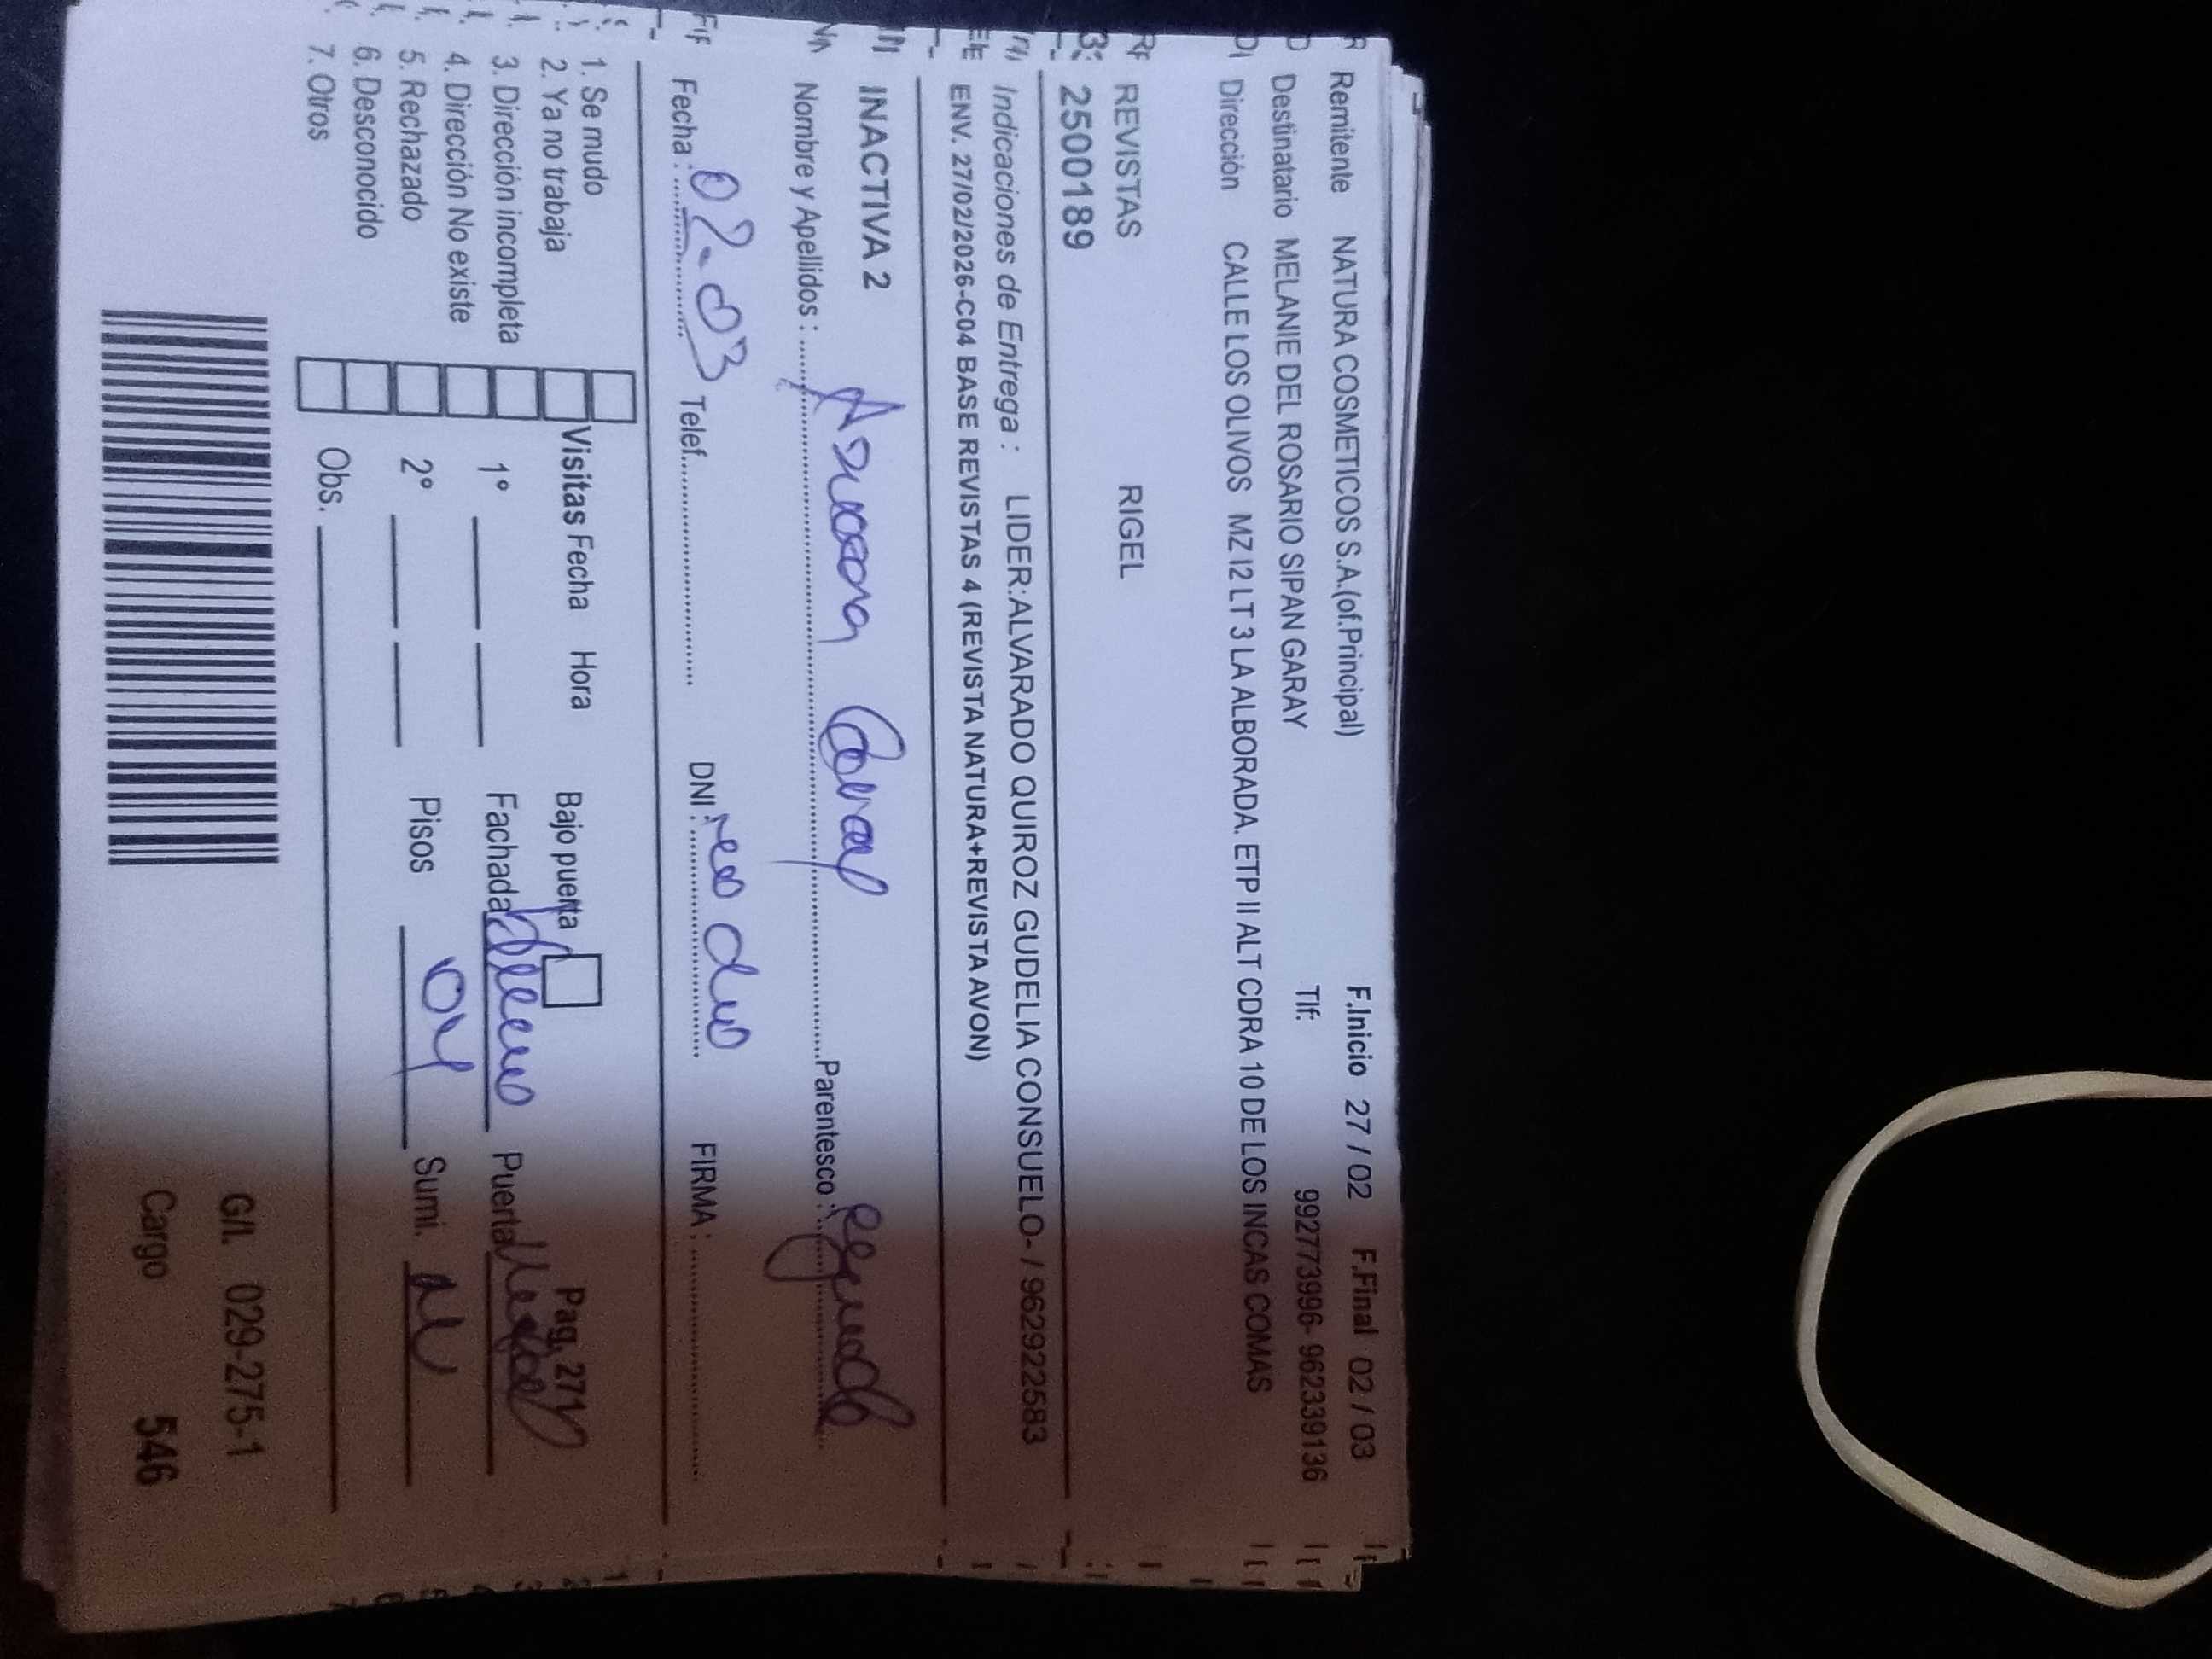 Remitente NATURA COSMETICOS S.A.(of.Principal) F.Inicio 27 / 02 F.Final 02 / 03
Destinatario MELANIE DEL ROSARIO SIPAN GARAY Tlf: 992773996- 962339136
Dirección CALLE LOS OLIVOS MZ I2 LT 3 LA ALBORADA. ETP II ALT CDRA 10 DE LOS INCAS COMAS
REVISTAS RIGEL
2500189
Indicaciones de Entrega : LIDER:ALVARADO QUIROZ GUDELIA CONSUELO- / 962922583
ENV. 27/02/2026-C04 BASE REVISTAS 4 (REVISTA NATURA+REVISTA AVON)
INACTIVA 2
Nombre y Apellidos : Parentesco :
Fecha : 02-03 Telef. DNI : FIRMA :
1. Se mudo
2. Ya no trabaja Visitas Fecha Hora Bajo puerta Pag. 271
3. Dirección incompleta
4. Dirección No existe 1° Fachada Puerta
5. Rechazado 2° Pisos Sumi.
6. Desconocido
7. Otros Obs.
G/I. 029-275-1
Cargo 546